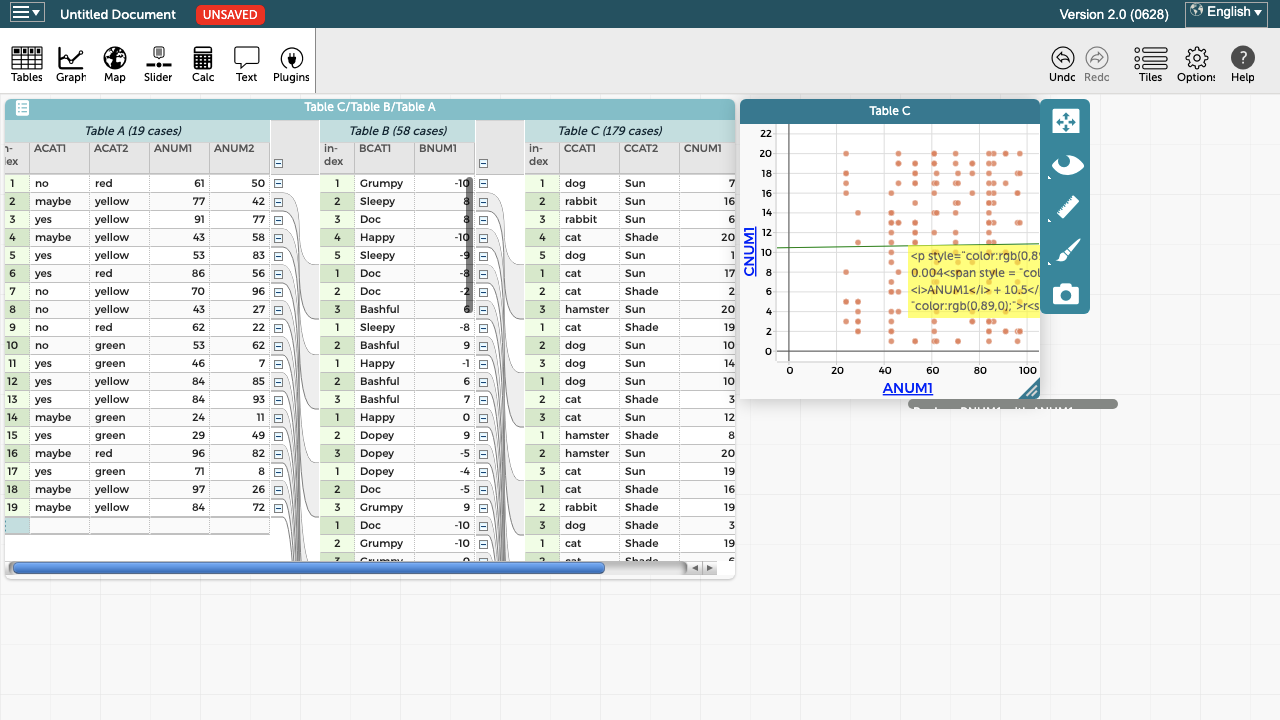 Untitled Document UNSAVED Version 2.0 (0628) English
Tables Graph Map Slider Calc Text Plugins Undo Redo Tiles Options Help
Table C/Table B/Table A
Table A (19 cases) Table B (58 cases) Table C (179 cases)
ACAT1 ACAT2 ANUM1 ANUM2 in- BCAT1 BNUM1 in- CCAT1 CCAT2 CNUM1
dex dex
1 no red 61 50 1 Grumpy -10 1 dog Sun 7
2 maybe yellow 77 42 2 Sleepy 8 2 rabbit Sun 16
3 yes yellow 91 77 3 Doc 8 3 rabbit Sun 6
4 maybe yellow 43 58 4 Happy -10 4 cat Shade 20
5 yes yellow 53 83 5 Sleepy -9 5 dog Sun 1
6 yes red 86 56 1 Doc -8 1 cat Sun 17
7 no yellow 70 96 2 Doc -2 2 cat Shade 2
8 no yellow 43 27 3 Bashful 6 3 hamster Sun 20
9 no red 62 22 1 Sleepy -8 1 cat Shade 19
10 no green 53 62 2 Bashful 9 2 dog Sun 10
11 yes green 46 7 1 Happy -1 3 dog Sun 14
12 yes yellow 84 85 2 Bashful 6 1 dog Sun 10
13 yes yellow 84 93 3 Bashful 7 2 cat Shade 3
14 maybe green 24 11 1 Happy 0 3 cat Sun 12
15 yes green 29 49 2 Dopey 9 1 hamster Shade 8
16 maybe red 96 82 3 Dopey -5 2 hamster Sun 20
17 yes green 71 8 1 Dopey -4 3 cat Sun 19
18 maybe yellow 97 26 2 Doc -5 1 cat Shade 16
19 maybe yellow 84 72 3 Grumpy 9 2 rabbit Shade 19
1 Doc -10 3 dog Shade 3
2 Grumpy -10 1 cat Shade 19
3 Grumpy 0 2 cat Shade 6
Table C
22
20
18
16
14
12
10
8
6
4
2
0
CNUM1
<p style="color:rgb(0,89
0.004<span style = "col
<i>ANUM1</i> + 10.5</
"color:rgb(0,89,0);">r<s
0 20 40 60 80 100
ANUM1